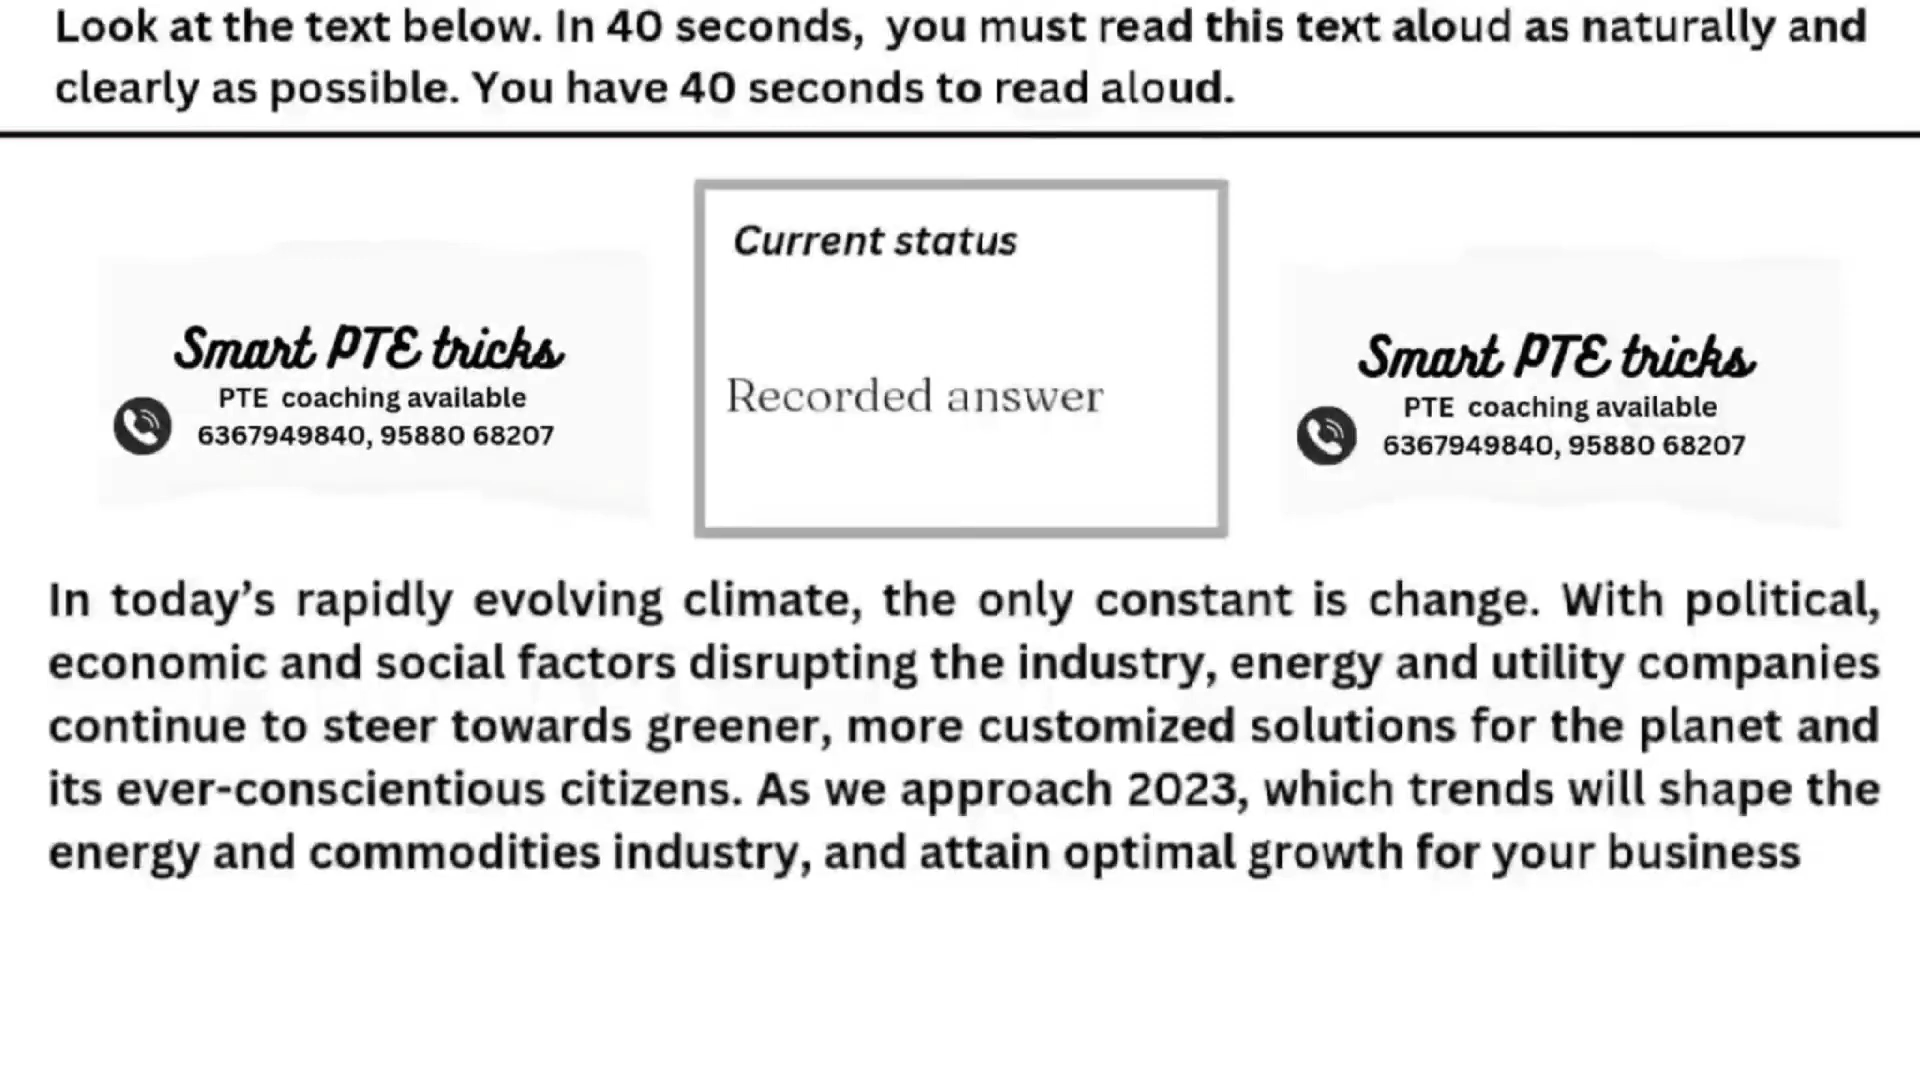 Look at the text below. In 40 seconds, you must read this text aloud as naturally and
clearly as possible. You have 40 seconds to read aloud.
Current status
Recorded answer
Smart PTE tricks
PTE coaching available
6367949840, 95880 68207
Smart PTE tricks
PTE coaching available
6367949840, 95880 68207
In today’s rapidly evolving climate, the only constant is change. With political,
economic and social factors disrupting the industry, energy and utility companies
continue to steer towards greener, more customized solutions for the planet and
its ever-conscientious citizens. As we approach 2023, which trends will shape the
energy and commodities industry, and attain optimal growth for your business